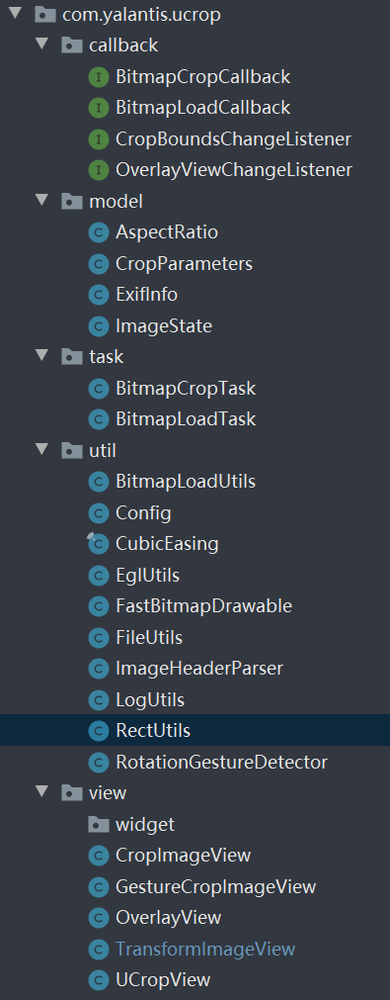 com.yalantis.ucrop
callback
I BitmapCropCallback
I BitmapLoadCallback
I CropBoundsChangeListener
I OverlayViewChangeListener
model
C AspectRatio
C CropParameters
C ExifInfo
C ImageState
task
C BitmapCropTask
C BitmapLoadTask
util
C BitmapLoadUtils
C Config
C CubicEasing
C EglUtils
C FastBitmapDrawable
C FileUtils
C ImageHeaderParser
C LogUtils
C RectUtils
C RotationGestureDetector
view
widget
C CropImageView
C GestureCropImageView
C OverlayView
C TransformImageView
C UCropView